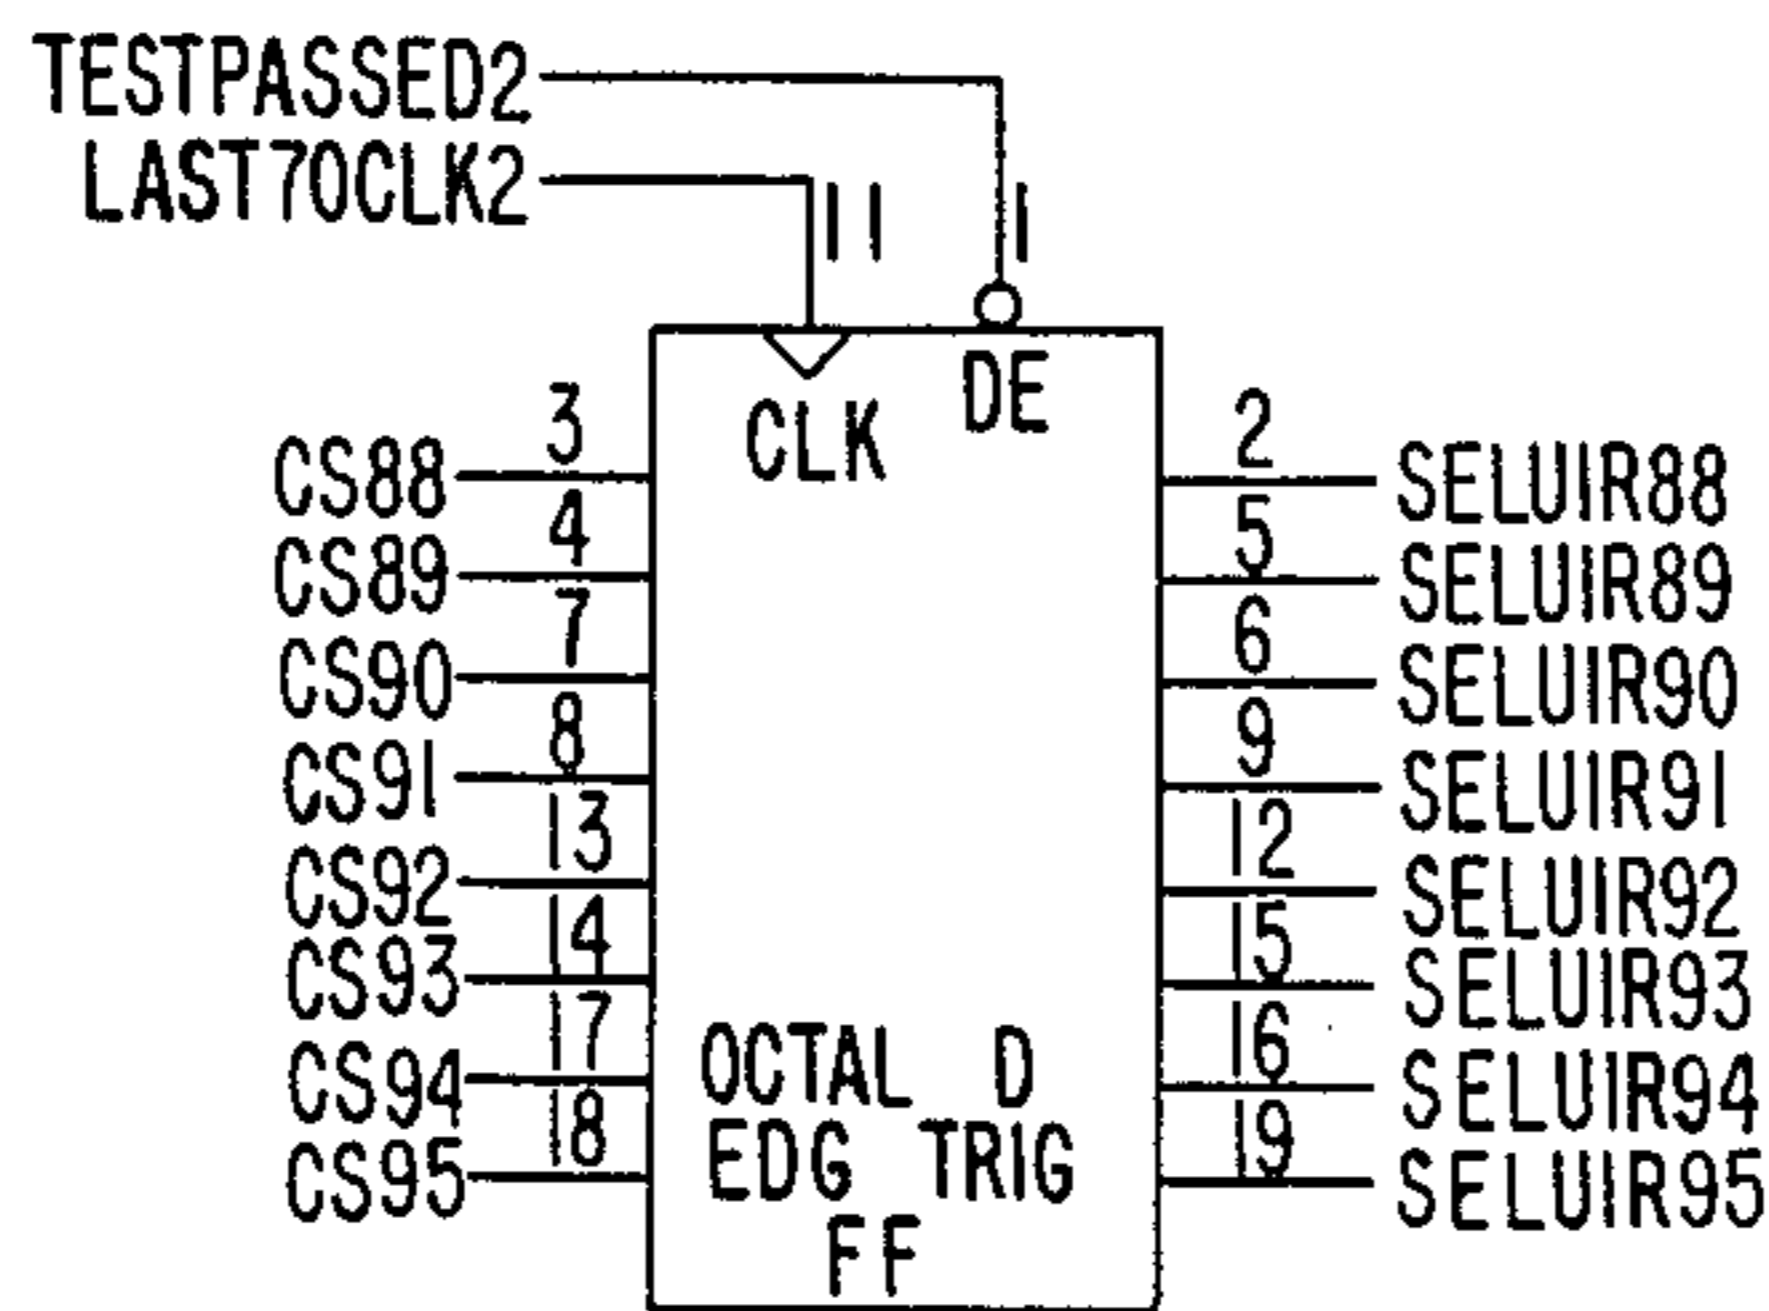 TESTPASSED2
LAST70CLK2
11
1
CLK
DE
3
2
CS88
SELUIR88
4
5
CS89
SELUIR89
7
6
CS90
SELUIR90
8
9
CS91
SELUIR91
13
12
CS92
SELUIR92
14
15
CS93
SELUIR93
17
16
CS94
SELUIR94
18
19
CS95
SELUIR95
OCTAL D
EDG TRIG
FF